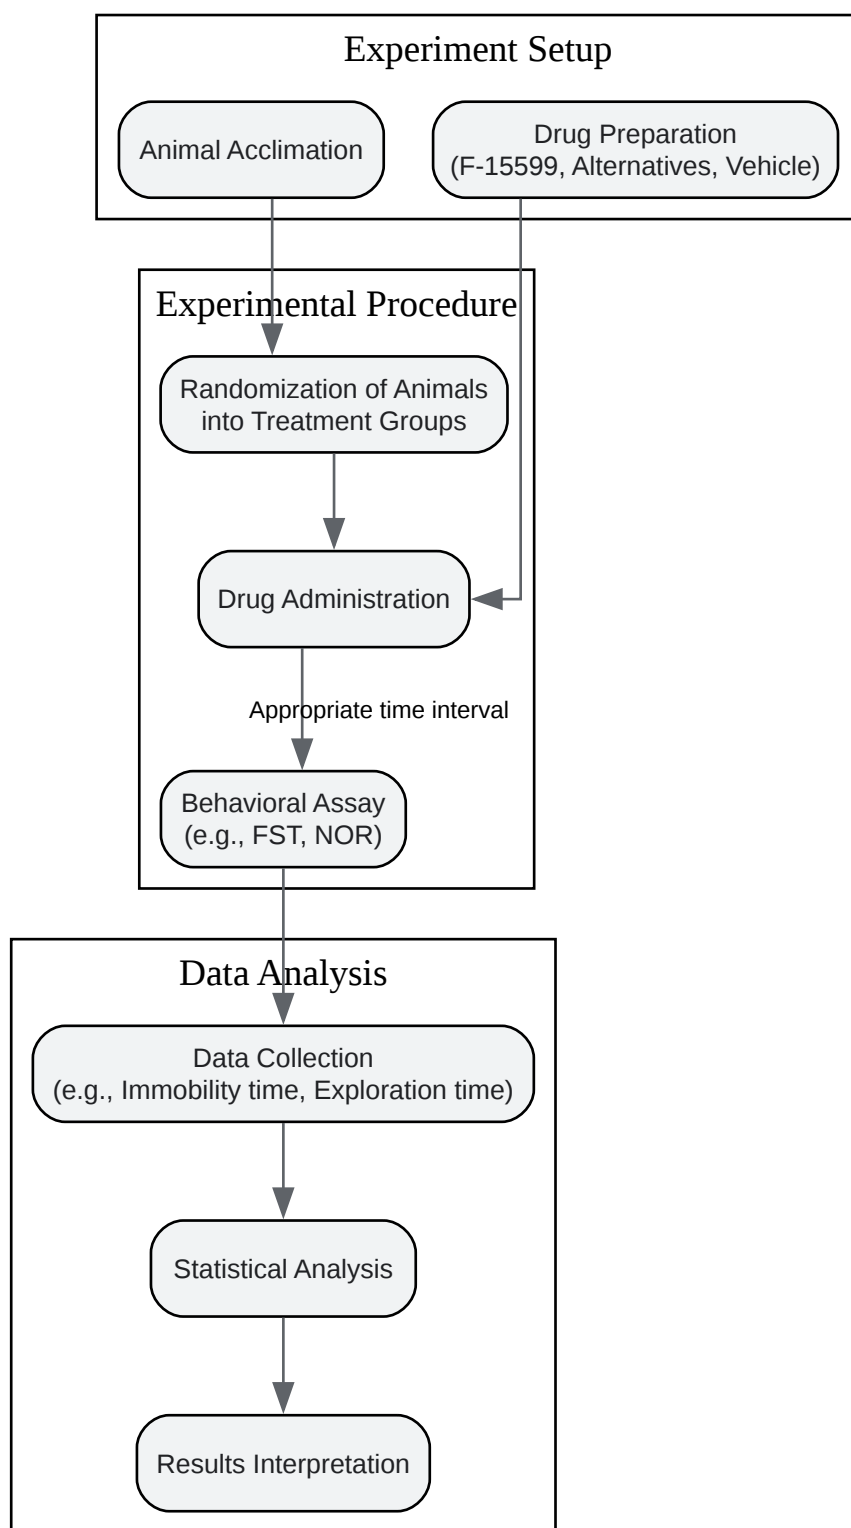 Experiment Setup
Animal Acclimation
Drug Preparation
(F-15599, Alternatives, Vehicle)
Experimental Procedure
Randomization of Animals
into Treatment Groups
Drug Administration
Appropriate time interval
Behavioral Assay
(e.g., FST, NOR)
Data Analysis
Data Collection
(e.g., Immobility time, Exploration time)
Statistical Analysis
Results Interpretation